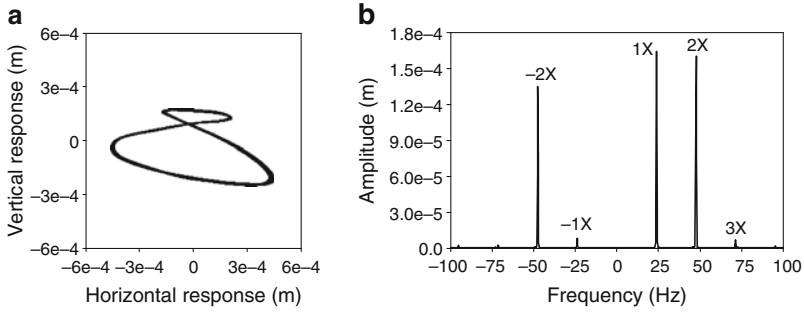 a
Vertical response (m)
6e–4
3e–4
0
–3e–4
–6e–4
–6e–4 –3e–4 0 3e–4 6e–4
Horizontal response (m)
b
Amplitude (m)
1.8e–4
1.5e–4
1.2e–4
9.0e–5
6.0e–5
3.0e–5
0.0
–2X
–1X
1X
2X
3X
–100 –75 –50 –25 0 25 50 75 100
Frequency (Hz)